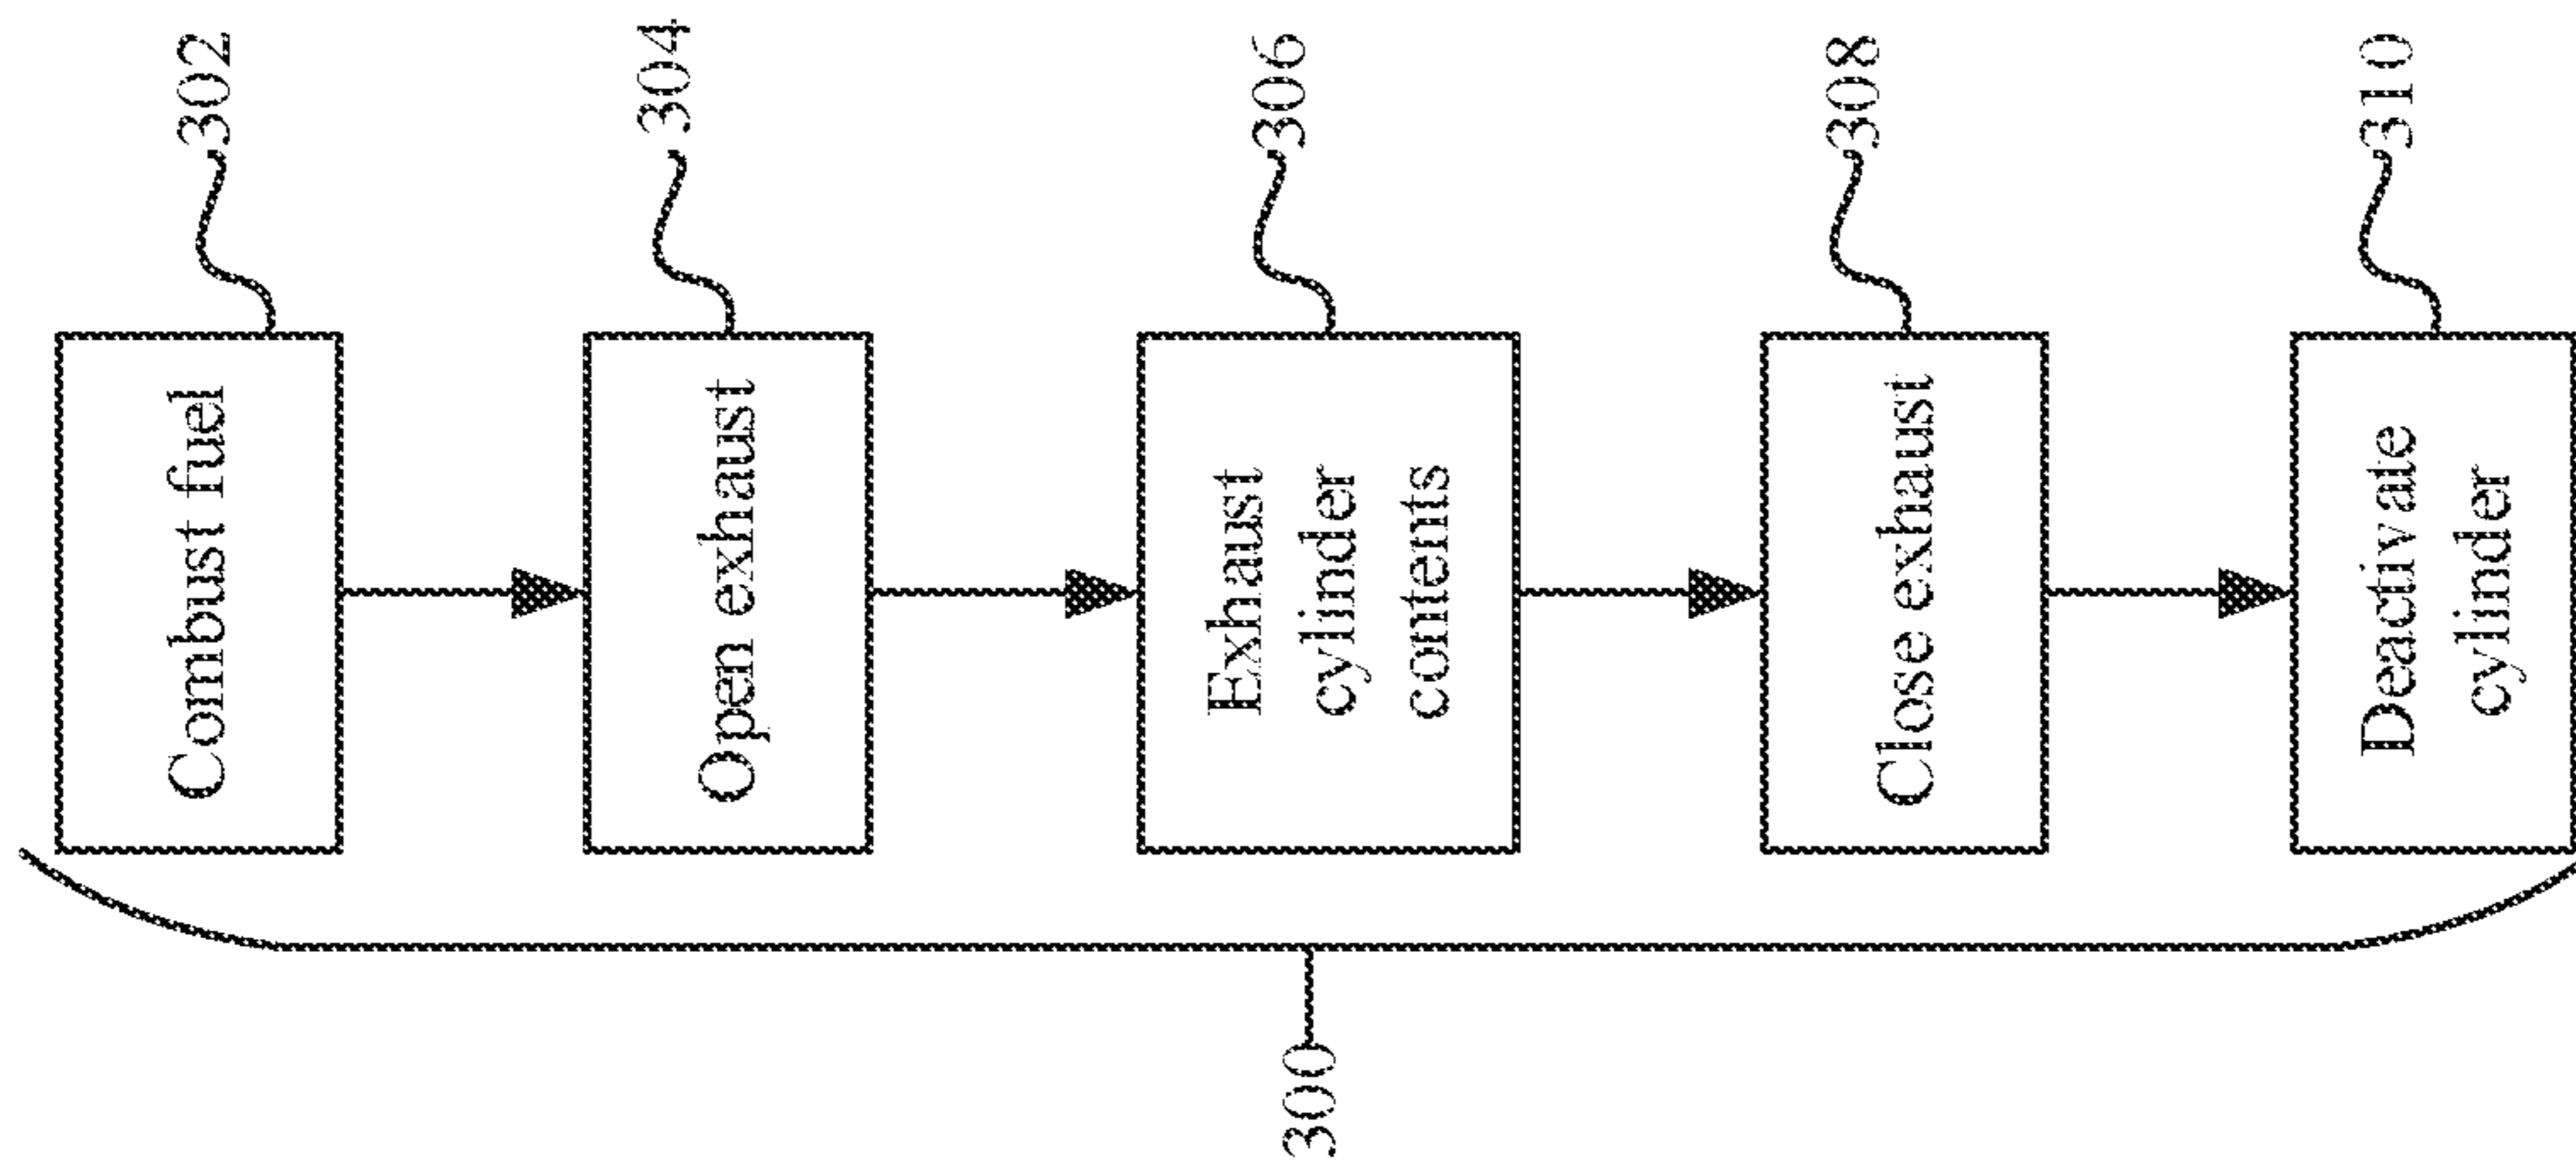 300
Combust fuel
302
Open exhaust
304
Exhaust
cylinder
contents
306
Close exhaust
308
Deactivate
cylinder
310